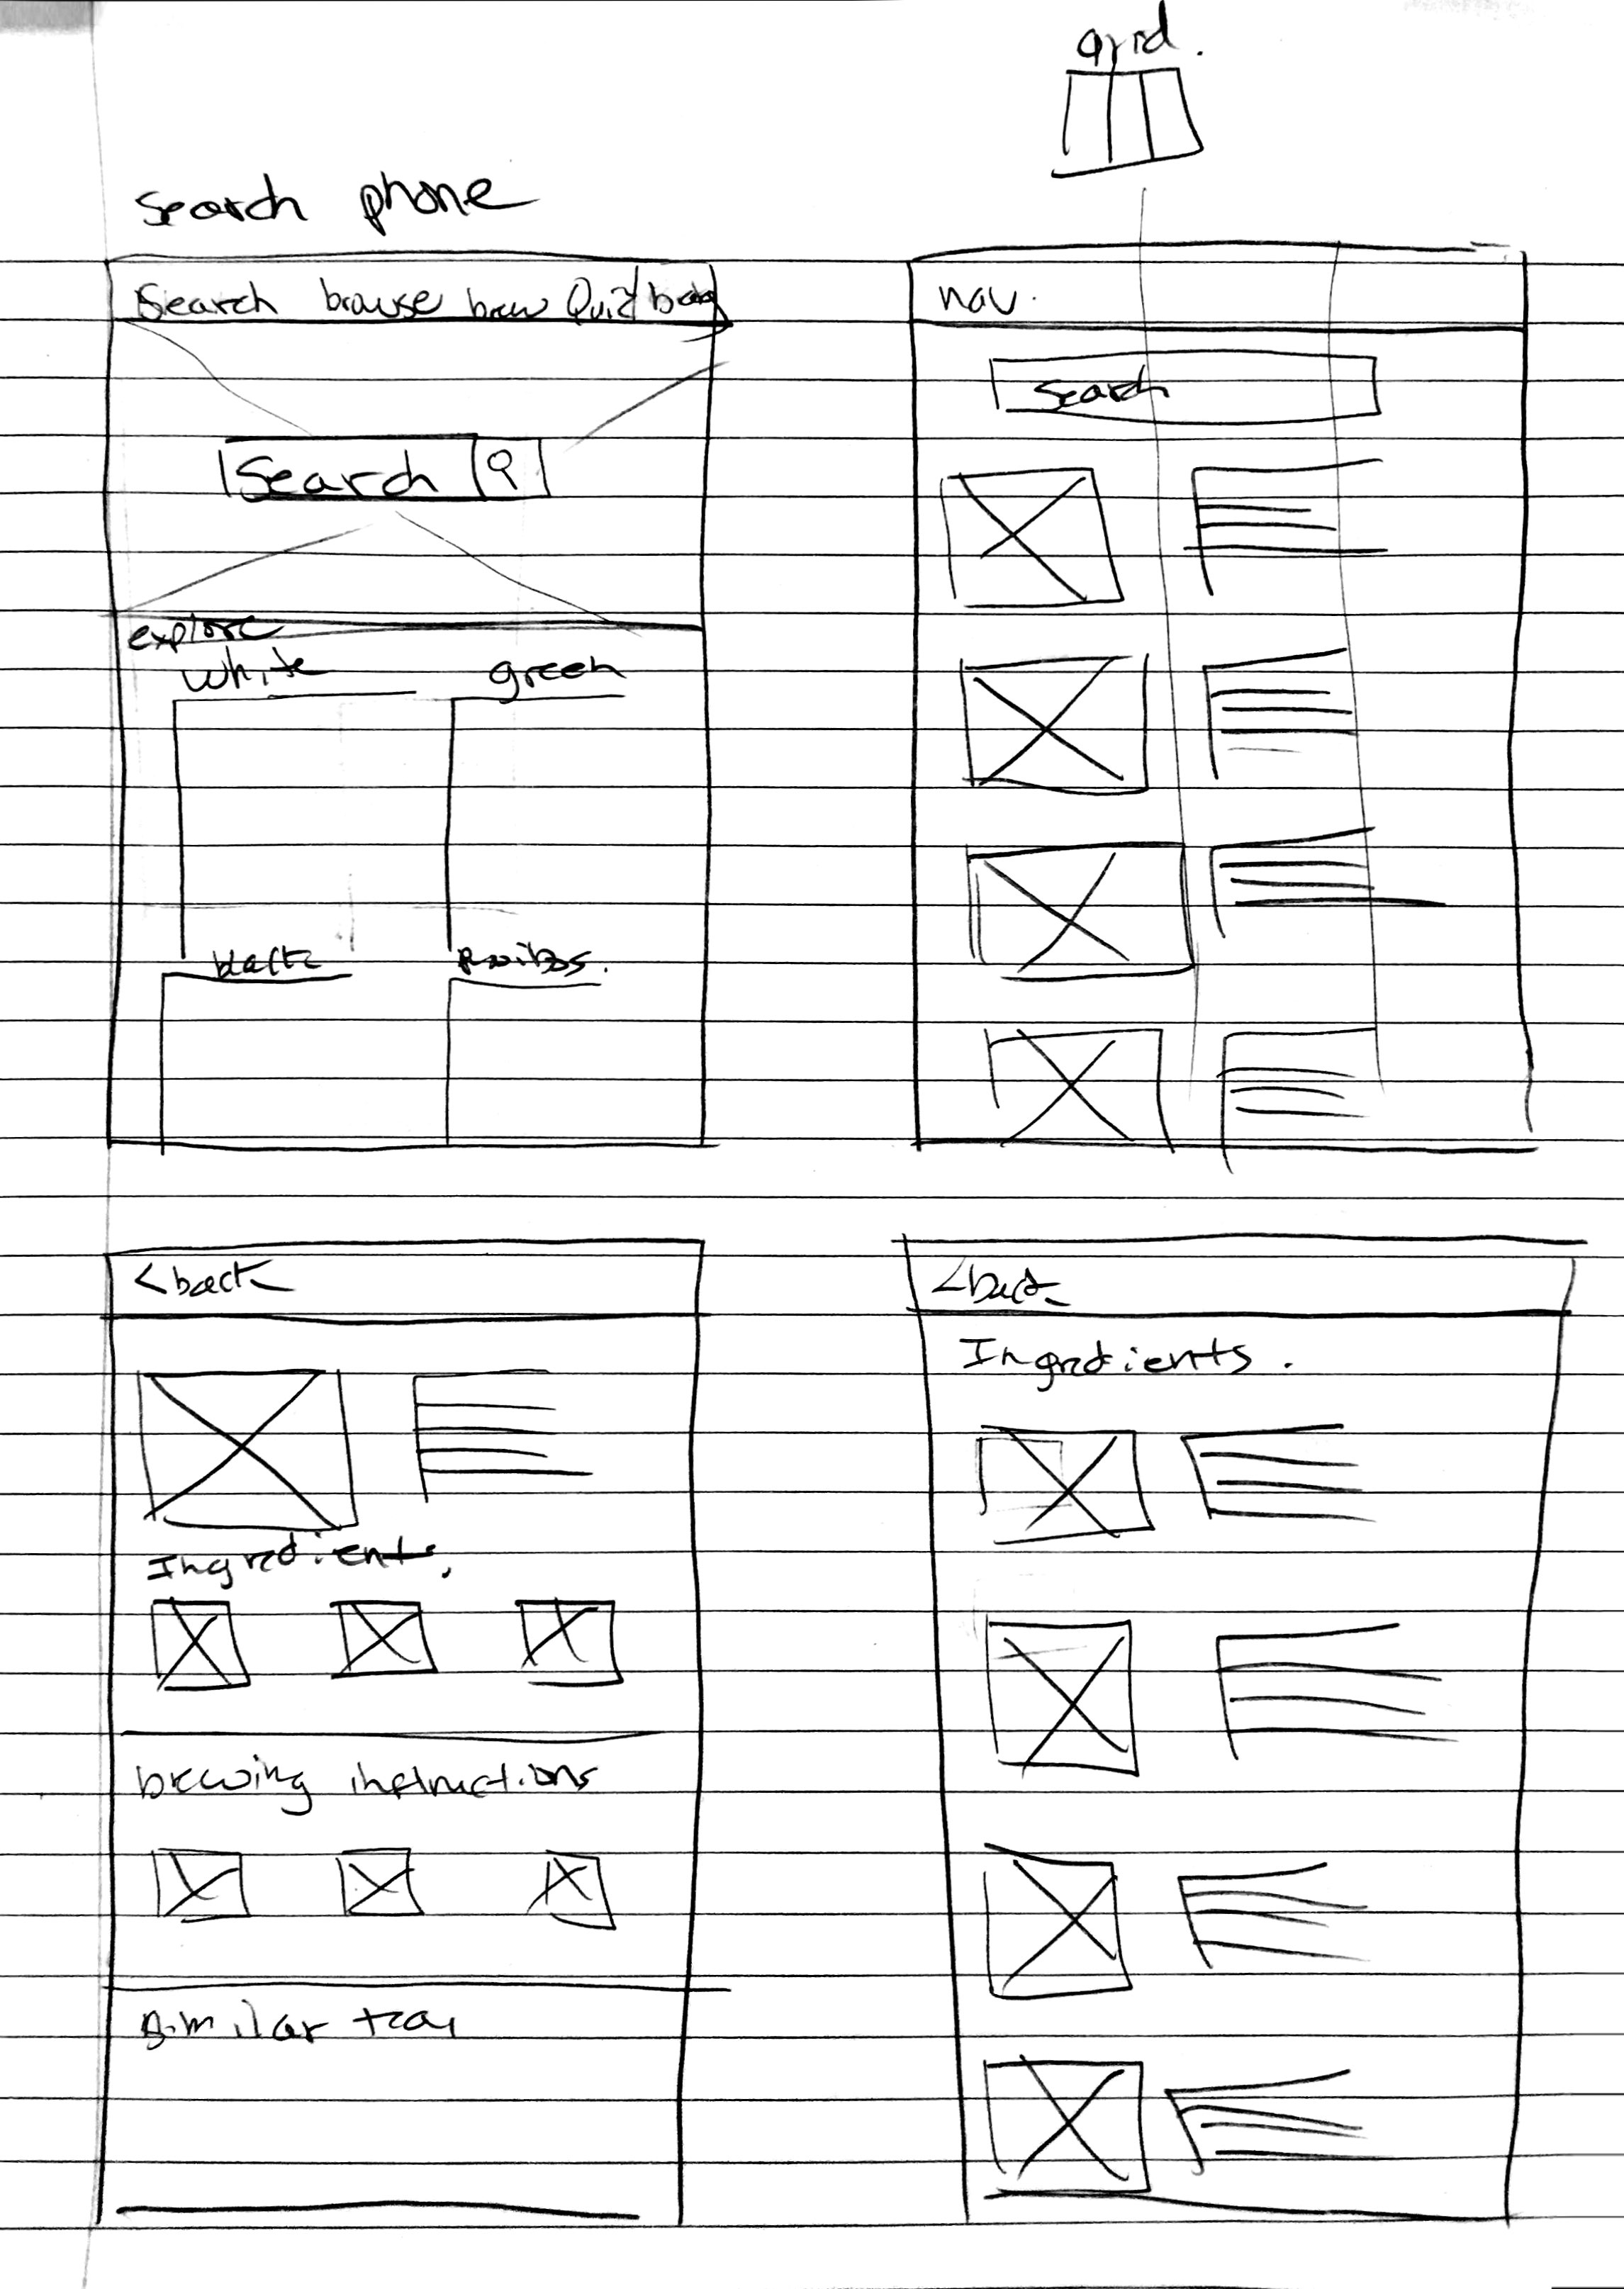 grid.
Search phone
Search browse brew Quiz
nav.
Search
Search
explore
white green
black Rooibos.
<back
<back
Ingredients.
Ingredients,
brewing instructions
Similar teas